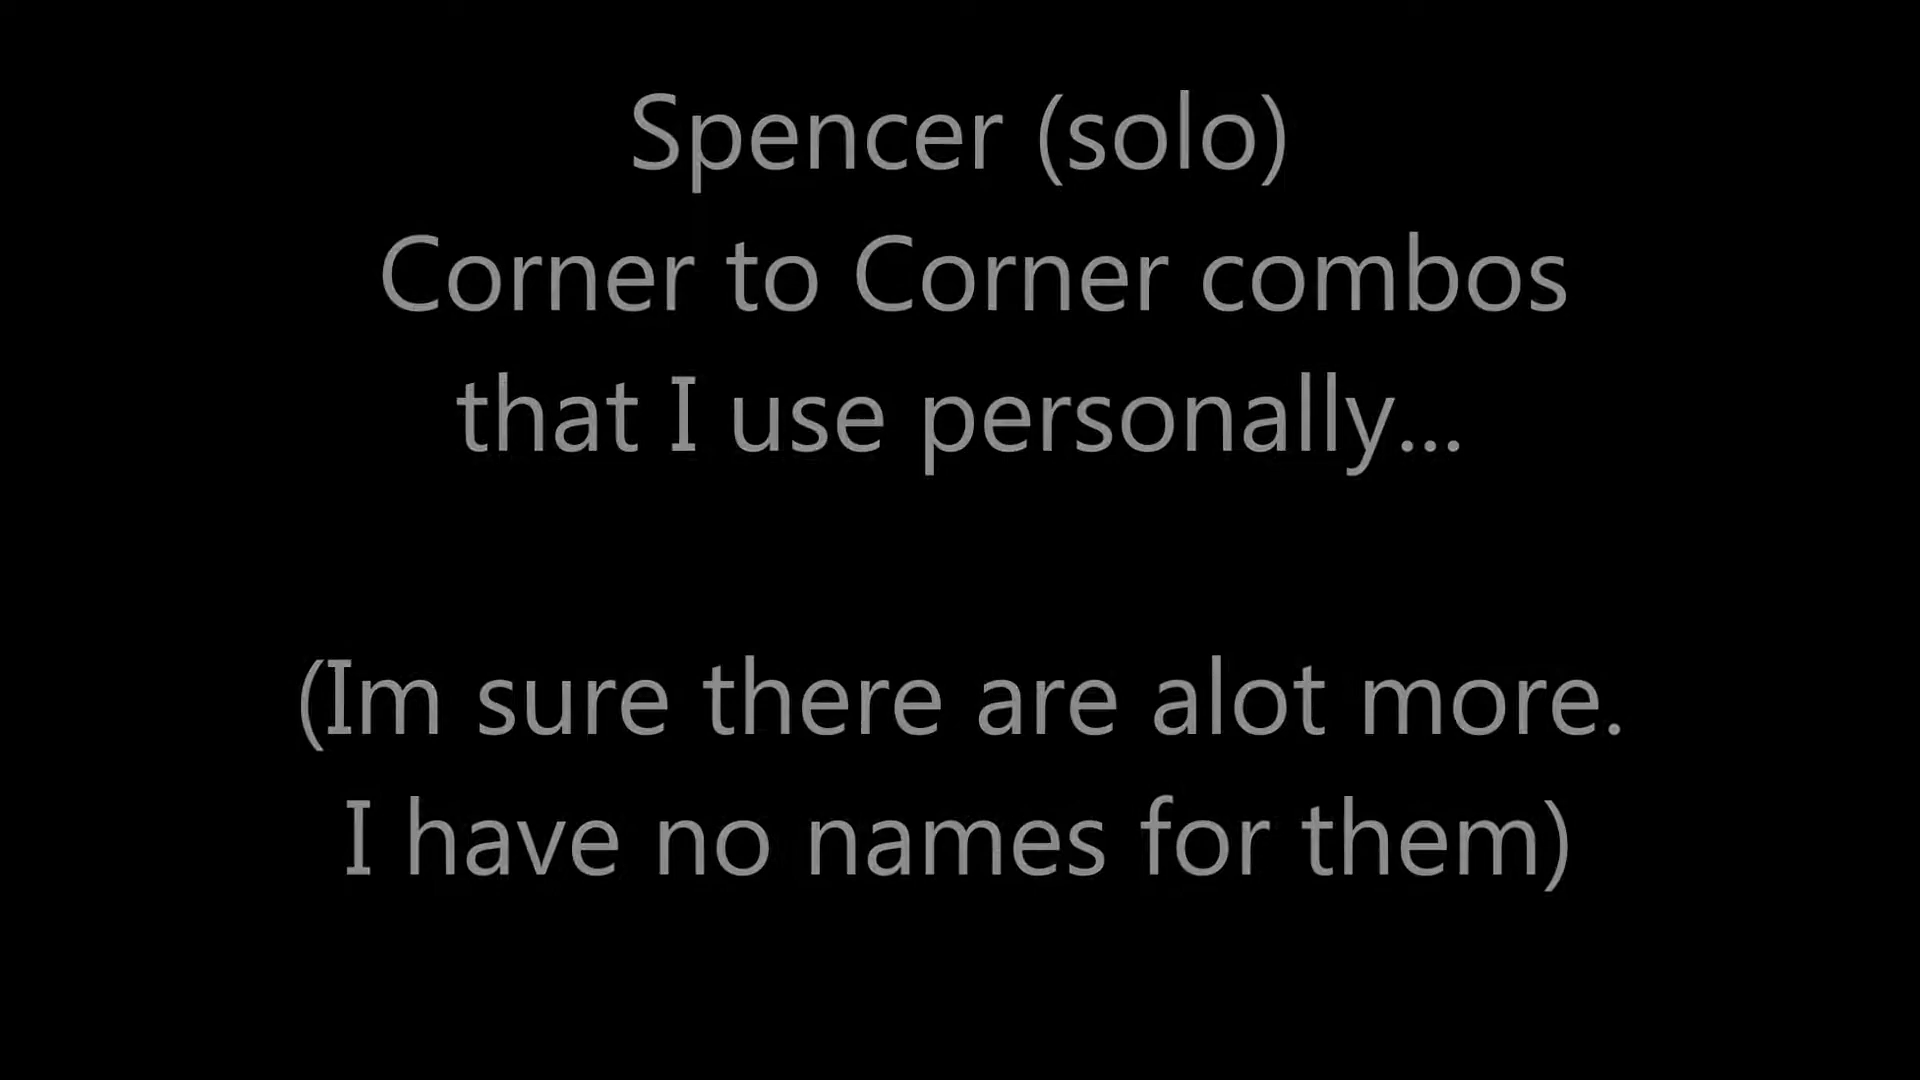 Spencer (solo)
Corner to Corner combos
that I use personally...
(Im sure there are alot more.
I have no names for them)